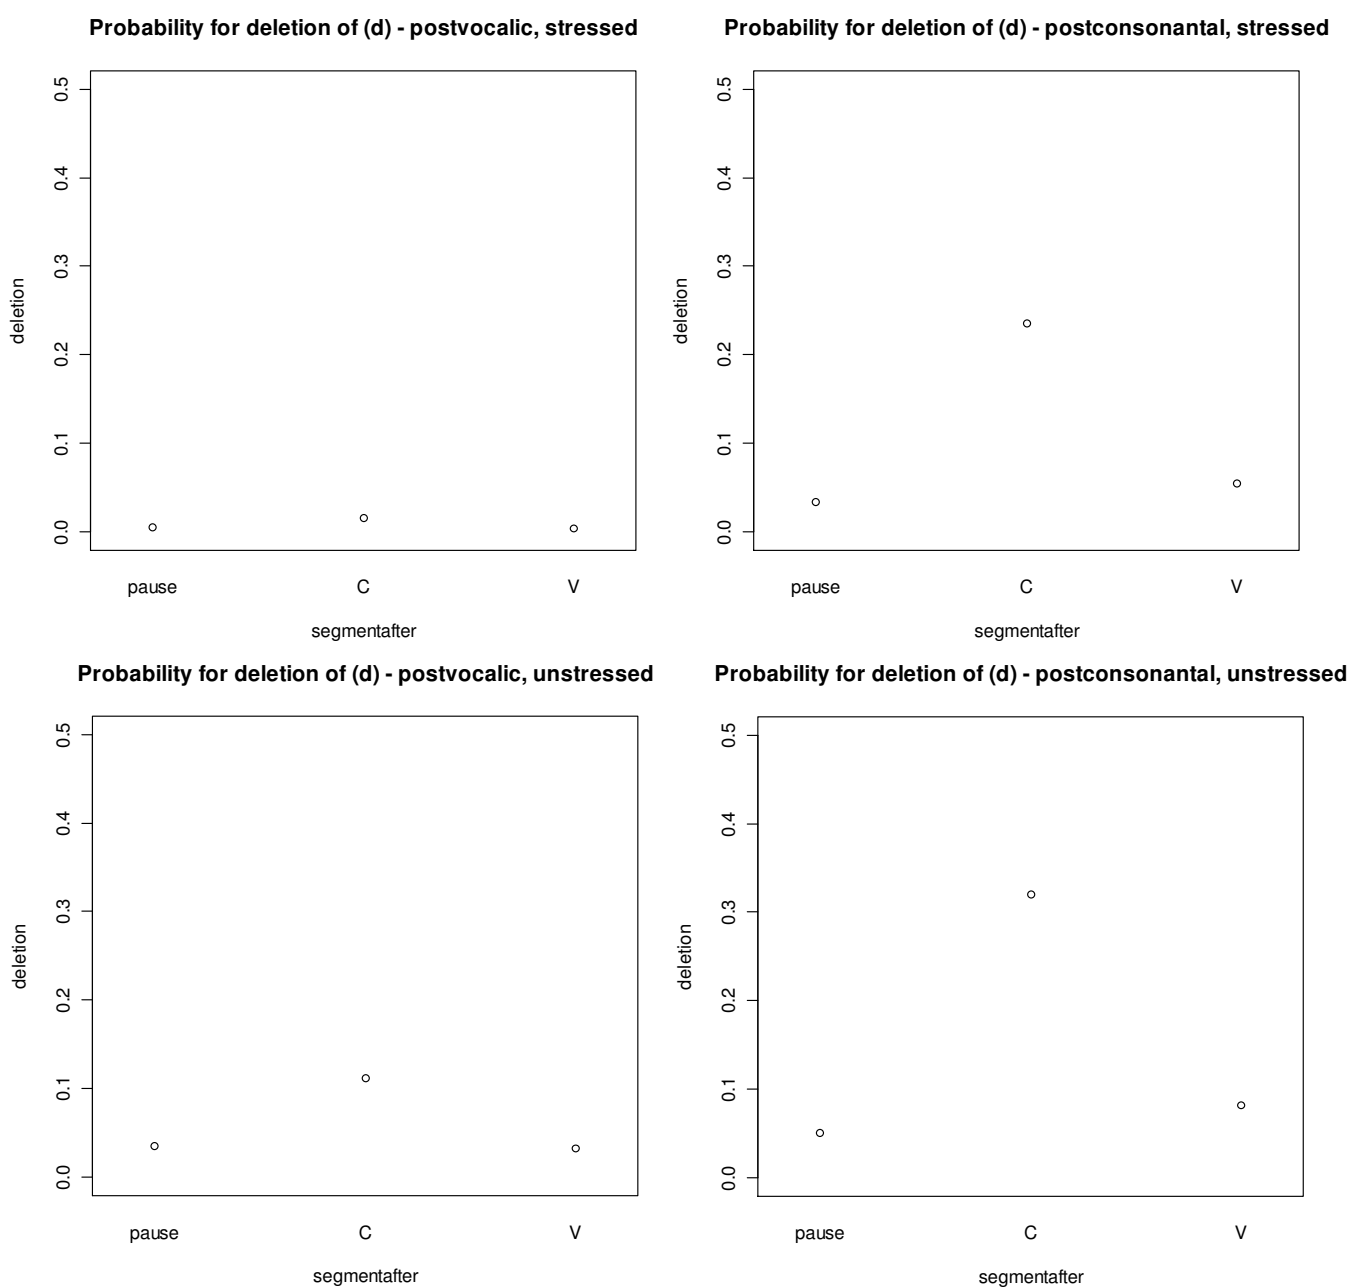 Probability for deletion of (d) - postvocalic, stressed
0.5
0.4
0.3
0.2
0.1
0.0
deletion
pause C V
segmentafter
Probability for deletion of (d) - postconsonantal, stressed
0.5
0.4
0.3
0.2
0.1
0.0
deletion
pause C V
segmentafter
Probability for deletion of (d) - postvocalic, unstressed
0.5
0.4
0.3
0.2
0.1
0.0
deletion
pause C V
segmentafter
Probability for deletion of (d) - postconsonantal, unstressed
0.5
0.4
0.3
0.2
0.1
0.0
deletion
pause C V
segmentafter